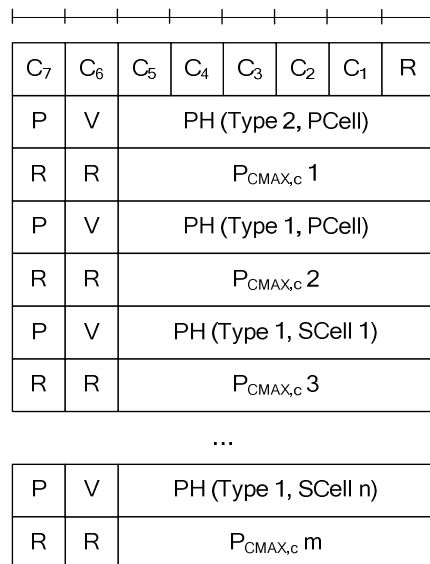 C7 C6 C5 C4 C3 C2 C1 R
P V PH (Type 2, PCell)
R R PCMAX,c 1
P V PH (Type 1, PCell)
R R PCMAX,c 2
P V PH (Type 1, SCell 1)
R R PCMAX,c 3
...
P V PH (Type 1, SCell n)
R R PCMAX,c m